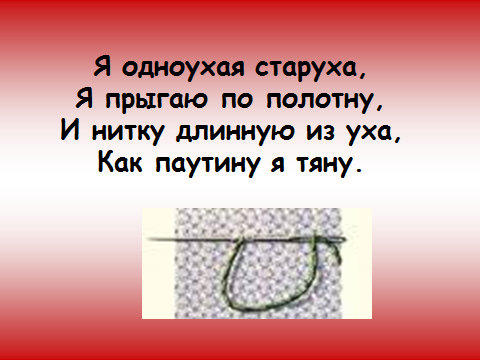 Я одноухая старуха,
Я прыгаю по полотну,
И нитку длинную из уха,
Как паутину я тяну.